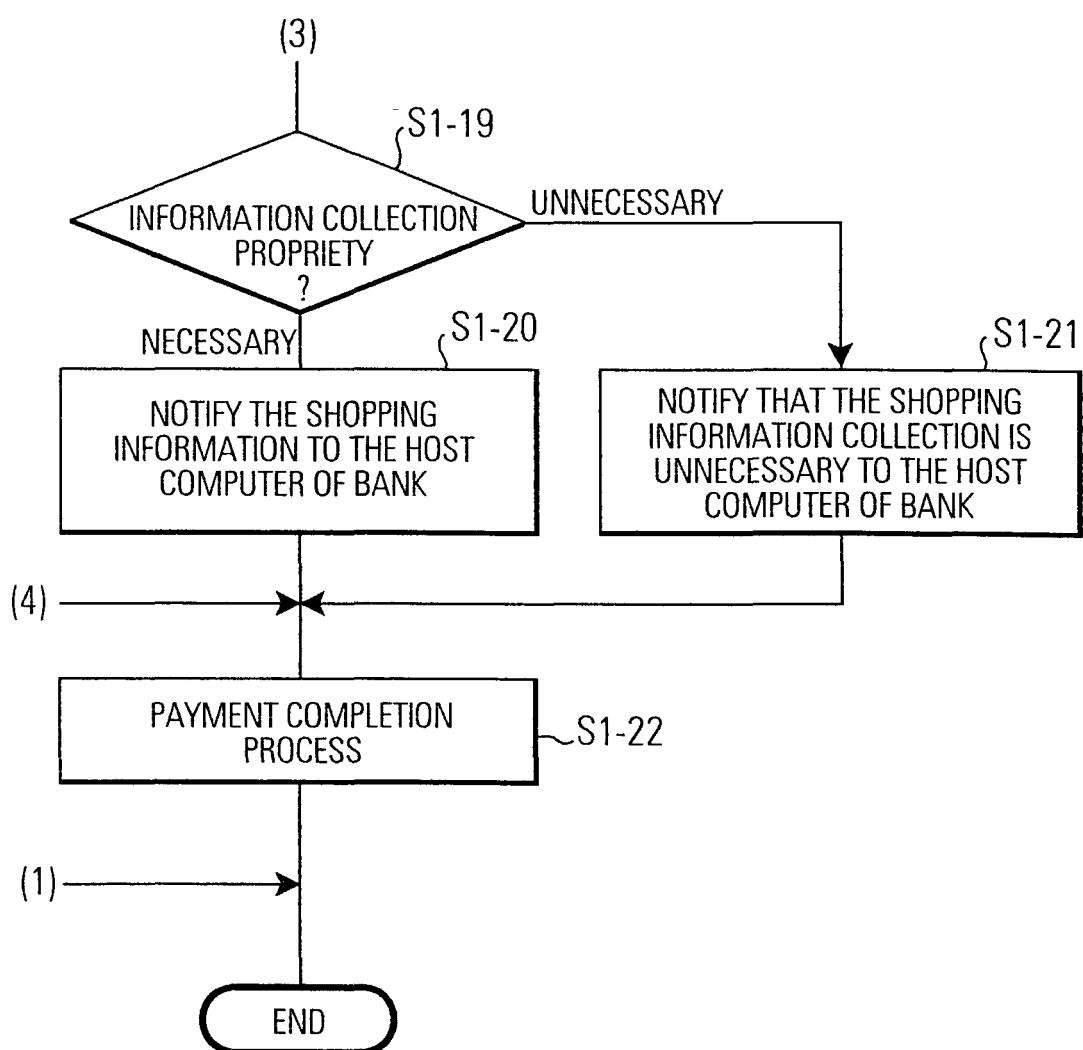 (3)
S1-19
INFORMATION COLLECTION
PROPRIETY
?
UNNECESSARY
NECESSARY
S1-20
NOTIFY THE SHOPPING
INFORMATION TO THE HOST
COMPUTER OF BANK
S1-21
NOTIFY THAT THE SHOPPING
INFORMATION COLLECTION IS
UNNECESSARY TO THE HOST
COMPUTER OF BANK
(4)
PAYMENT COMPLETION
PROCESS
S1-22
(1)
END